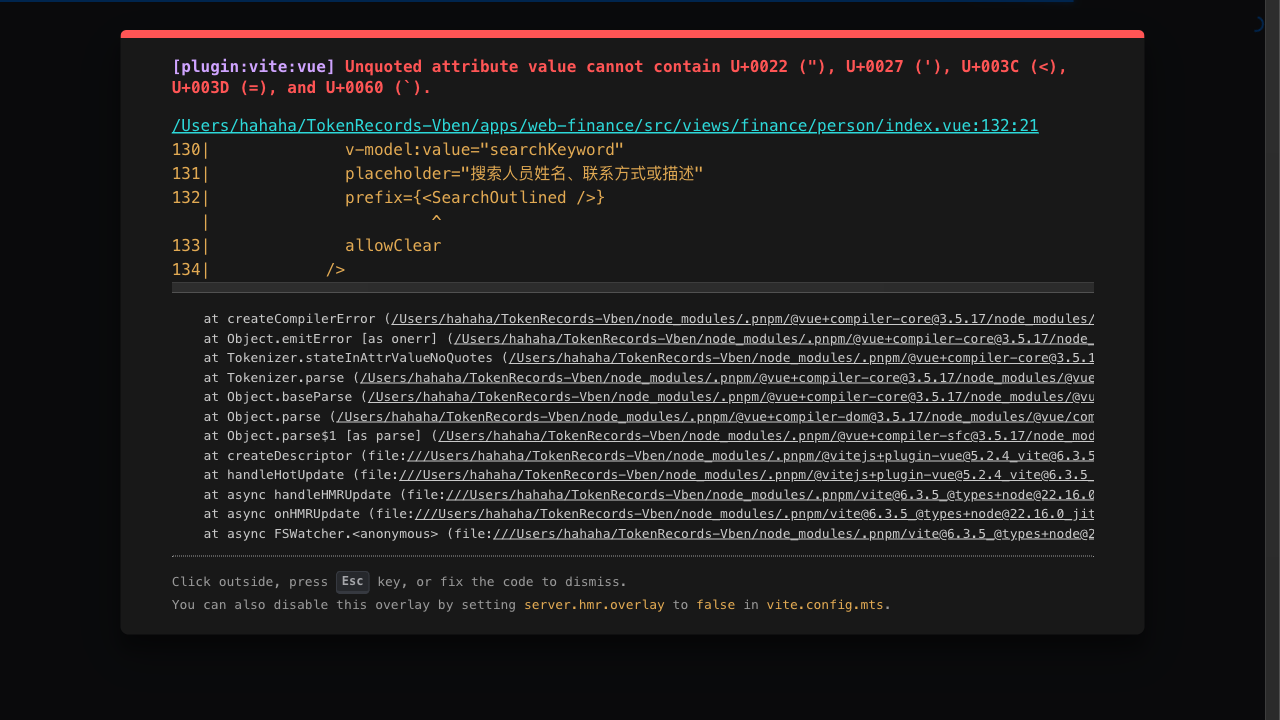 [plugin:vite:vue] Unquoted attribute value cannot contain U+0022 ("), U+0027 ('), U+003C (<),
U+003D (=), and U+0060 (`).
/Users/hahaha/TokenRecords-Vben/apps/web-finance/src/views/finance/person/index.vue:132:21
130|              v-model:value="searchKeyword"
131|              placeholder="搜索人员姓名、联系方式或描述"
132|              prefix={<SearchOutlined />}
   |                       ^
133|              allowClear
134|            />
at createCompilerError (/Users/hahaha/TokenRecords-Vben/node_modules/.pnpm/@vue+compiler-core@3.5.17/node_modules/
at Object.emitError [as onerr] (/Users/hahaha/TokenRecords-Vben/node_modules/.pnpm/@vue+compiler-core@3.5.17/node_
at Tokenizer.stateInAttrValueNoQuotes (/Users/hahaha/TokenRecords-Vben/node_modules/.pnpm/@vue+compiler-core@3.5.1
at Tokenizer.parse (/Users/hahaha/TokenRecords-Vben/node_modules/.pnpm/@vue+compiler-core@3.5.17/node_modules/@vue
at Object.baseParse (/Users/hahaha/TokenRecords-Vben/node_modules/.pnpm/@vue+compiler-core@3.5.17/node_modules/@vu
at Object.parse (/Users/hahaha/TokenRecords-Vben/node_modules/.pnpm/@vue+compiler-dom@3.5.17/node_modules/@vue/com
at Object.parse$1 [as parse] (/Users/hahaha/TokenRecords-Vben/node_modules/.pnpm/@vue+compiler-sfc@3.5.17/node_mod
at createDescriptor (file:///Users/hahaha/TokenRecords-Vben/node_modules/.pnpm/@vitejs+plugin-vue@5.2.4_vite@6.3.5
at handleHotUpdate (file:///Users/hahaha/TokenRecords-Vben/node_modules/.pnpm/@vitejs+plugin-vue@5.2.4_vite@6.3.5_
at async handleHMRUpdate (file:///Users/hahaha/TokenRecords-Vben/node_modules/.pnpm/vite@6.3.5_@types+node@22.16.0
at async onHMRUpdate (file:///Users/hahaha/TokenRecords-Vben/node_modules/.pnpm/vite@6.3.5_@types+node@22.16.0_jit
at async FSWatcher.<anonymous> (file:///Users/hahaha/TokenRecords-Vben/node_modules/.pnpm/vite@6.3.5_@types+node@2
Click outside, press Esc key, or fix the code to dismiss.
You can also disable this overlay by setting server.hmr.overlay to false in vite.config.mts.